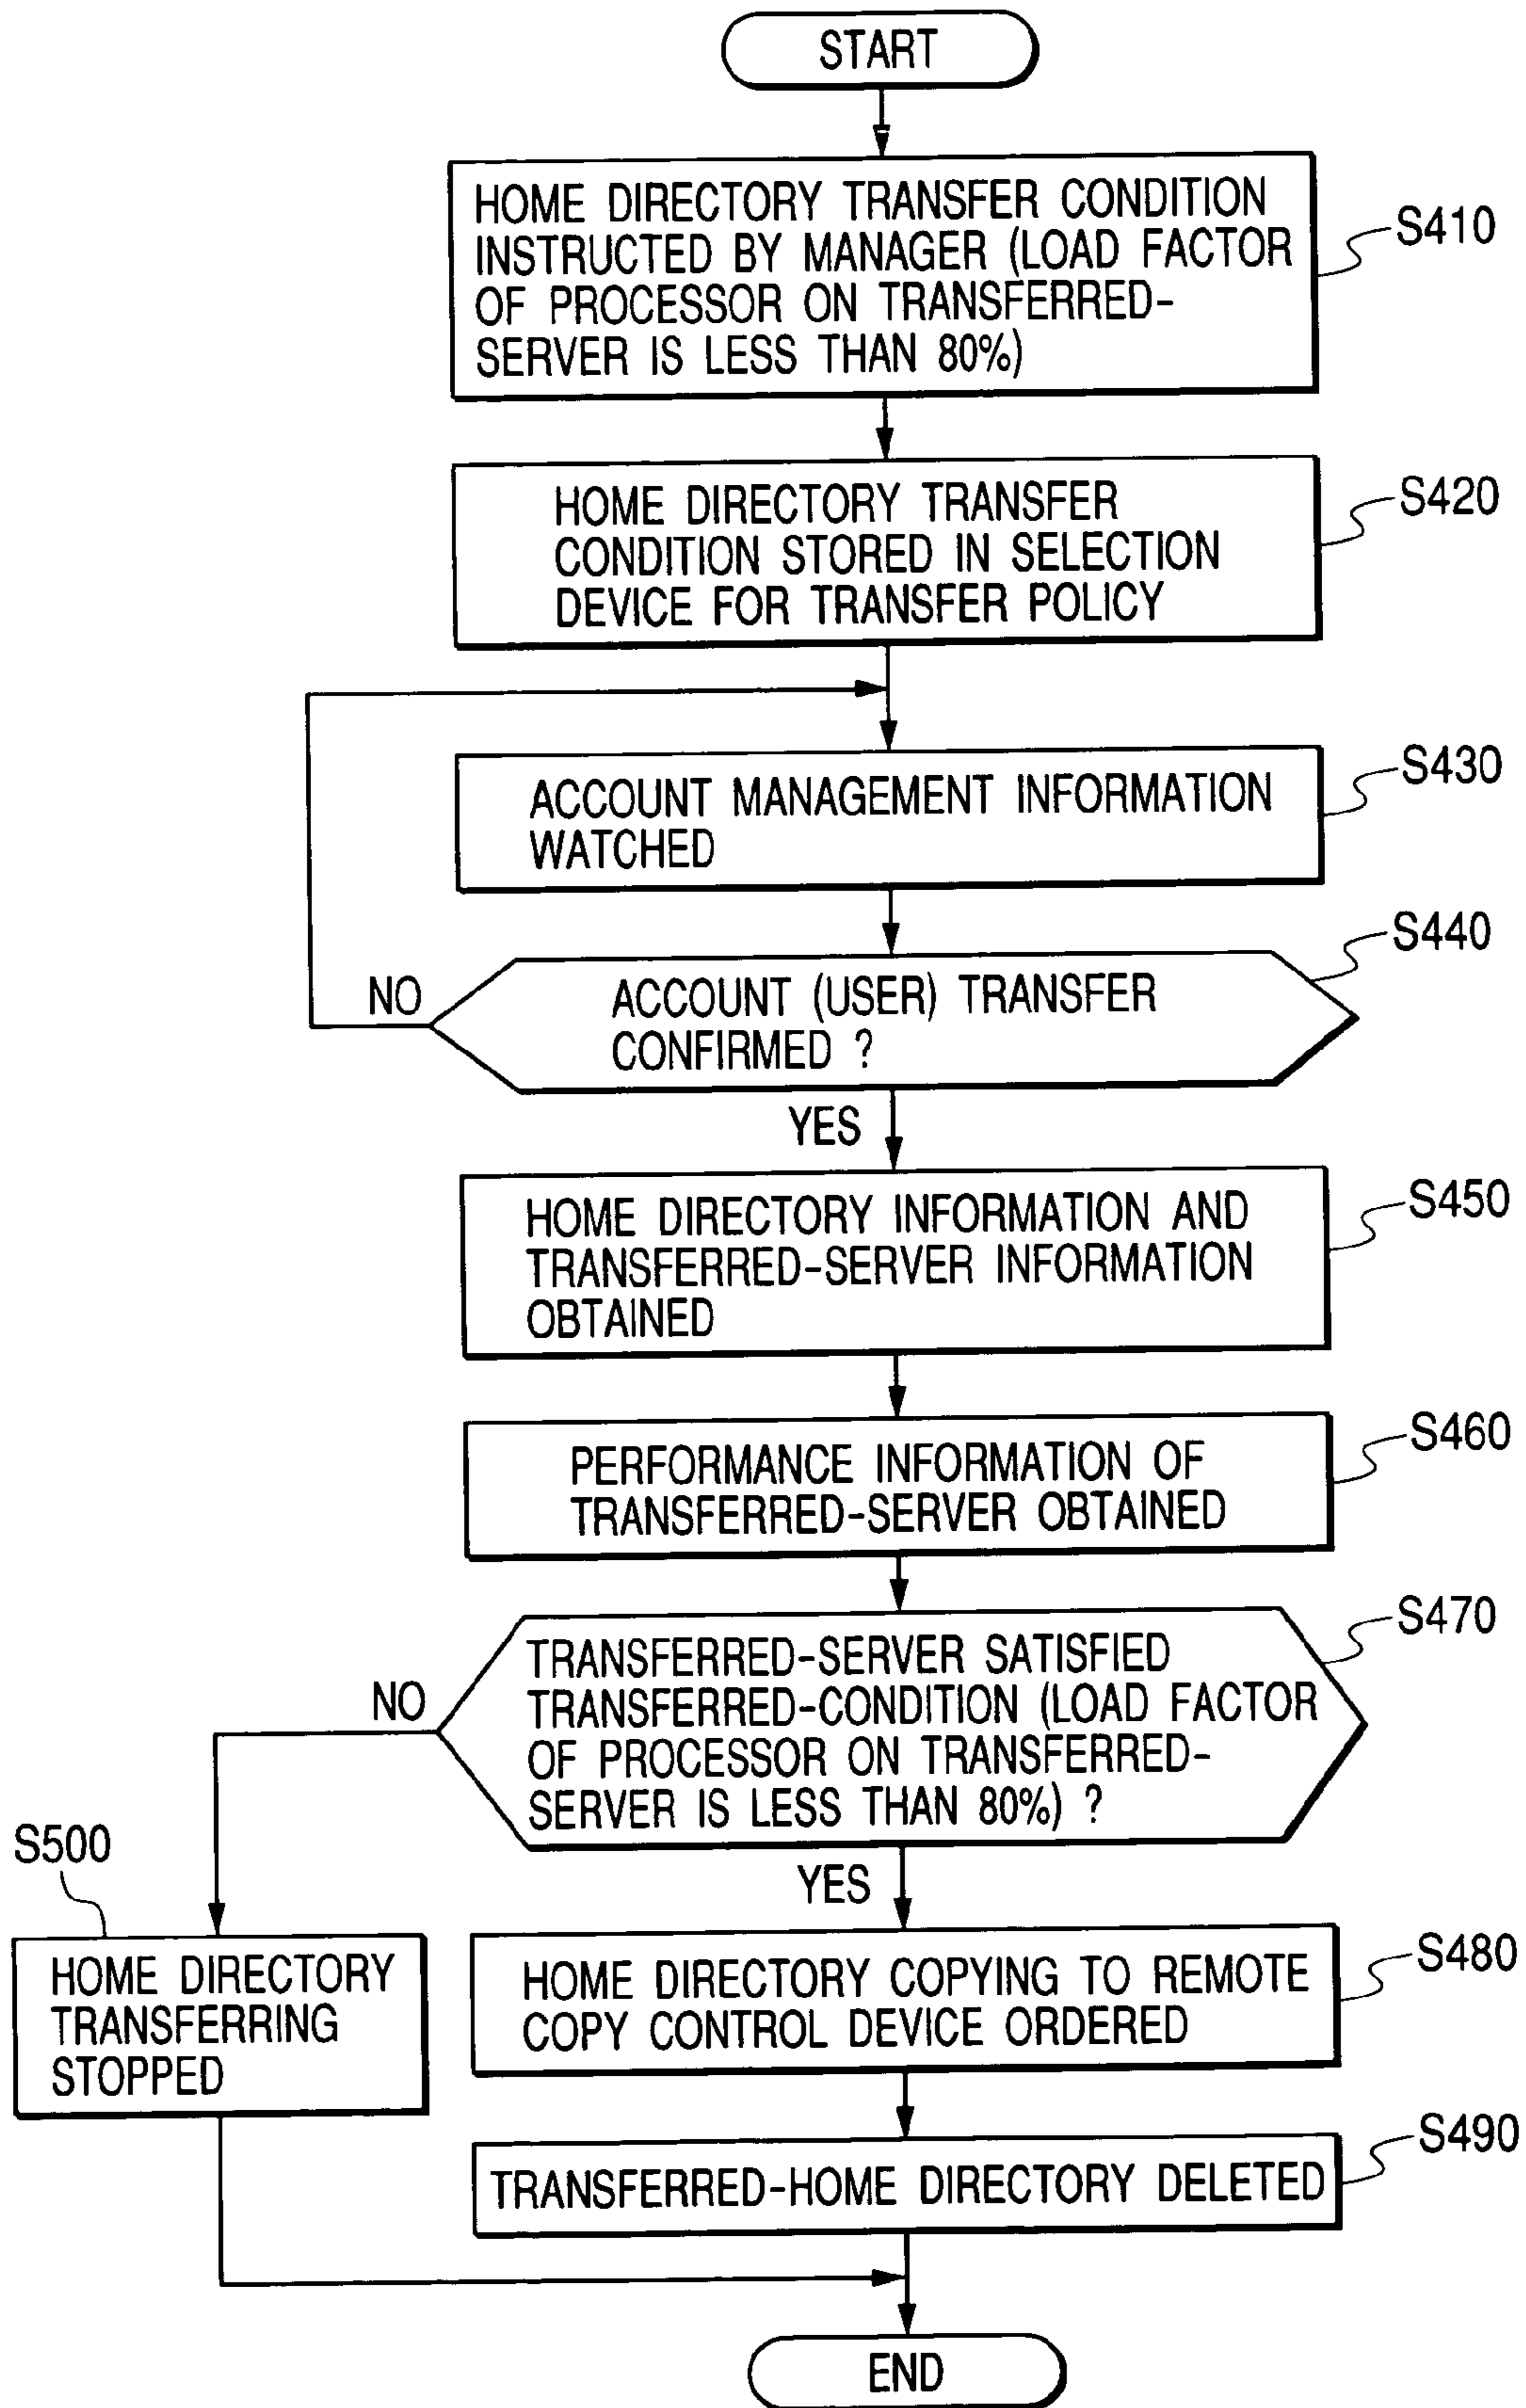 START
HOME DIRECTORY TRANSFER CONDITION
INSTRUCTED BY MANAGER (LOAD FACTOR
OF PROCESSOR ON TRANSFERRED-
SERVER IS LESS THAN 80%)
S410
HOME DIRECTORY TRANSFER
CONDITION STORED IN SELECTION
DEVICE FOR TRANSFER POLICY
S420
ACCOUNT MANAGEMENT INFORMATION
WATCHED
S430
ACCOUNT (USER) TRANSFER
CONFIRMED ?
S440
NO
YES
HOME DIRECTORY INFORMATION AND
TRANSFERRED-SERVER INFORMATION
OBTAINED
S450
PERFORMANCE INFORMATION OF
TRANSFERRED-SERVER OBTAINED
S460
TRANSFERRED-SERVER SATISFIED
TRANSFERRED-CONDITION (LOAD FACTOR
OF PROCESSOR ON TRANSFERRED-
SERVER IS LESS THAN 80%) ?
S470
NO
YES
S500
HOME DIRECTORY
TRANSFERRING
STOPPED
HOME DIRECTORY COPYING TO REMOTE
COPY CONTROL DEVICE ORDERED
S480
TRANSFERRED-HOME DIRECTORY DELETED
S490
END